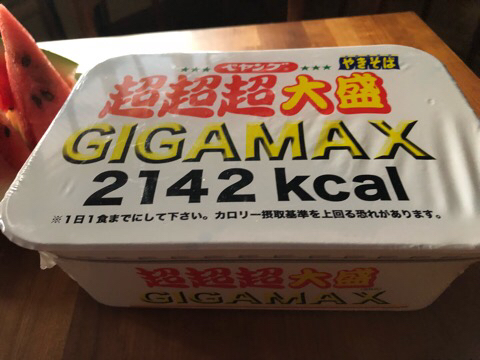 ペヤング やきそば
超超超大盛
GIGAMAX
2142 kcal
※1日1食までにして下さい。カロリー摂取基準を上回る恐れがあります。
超超超大盛
GIGAMAX